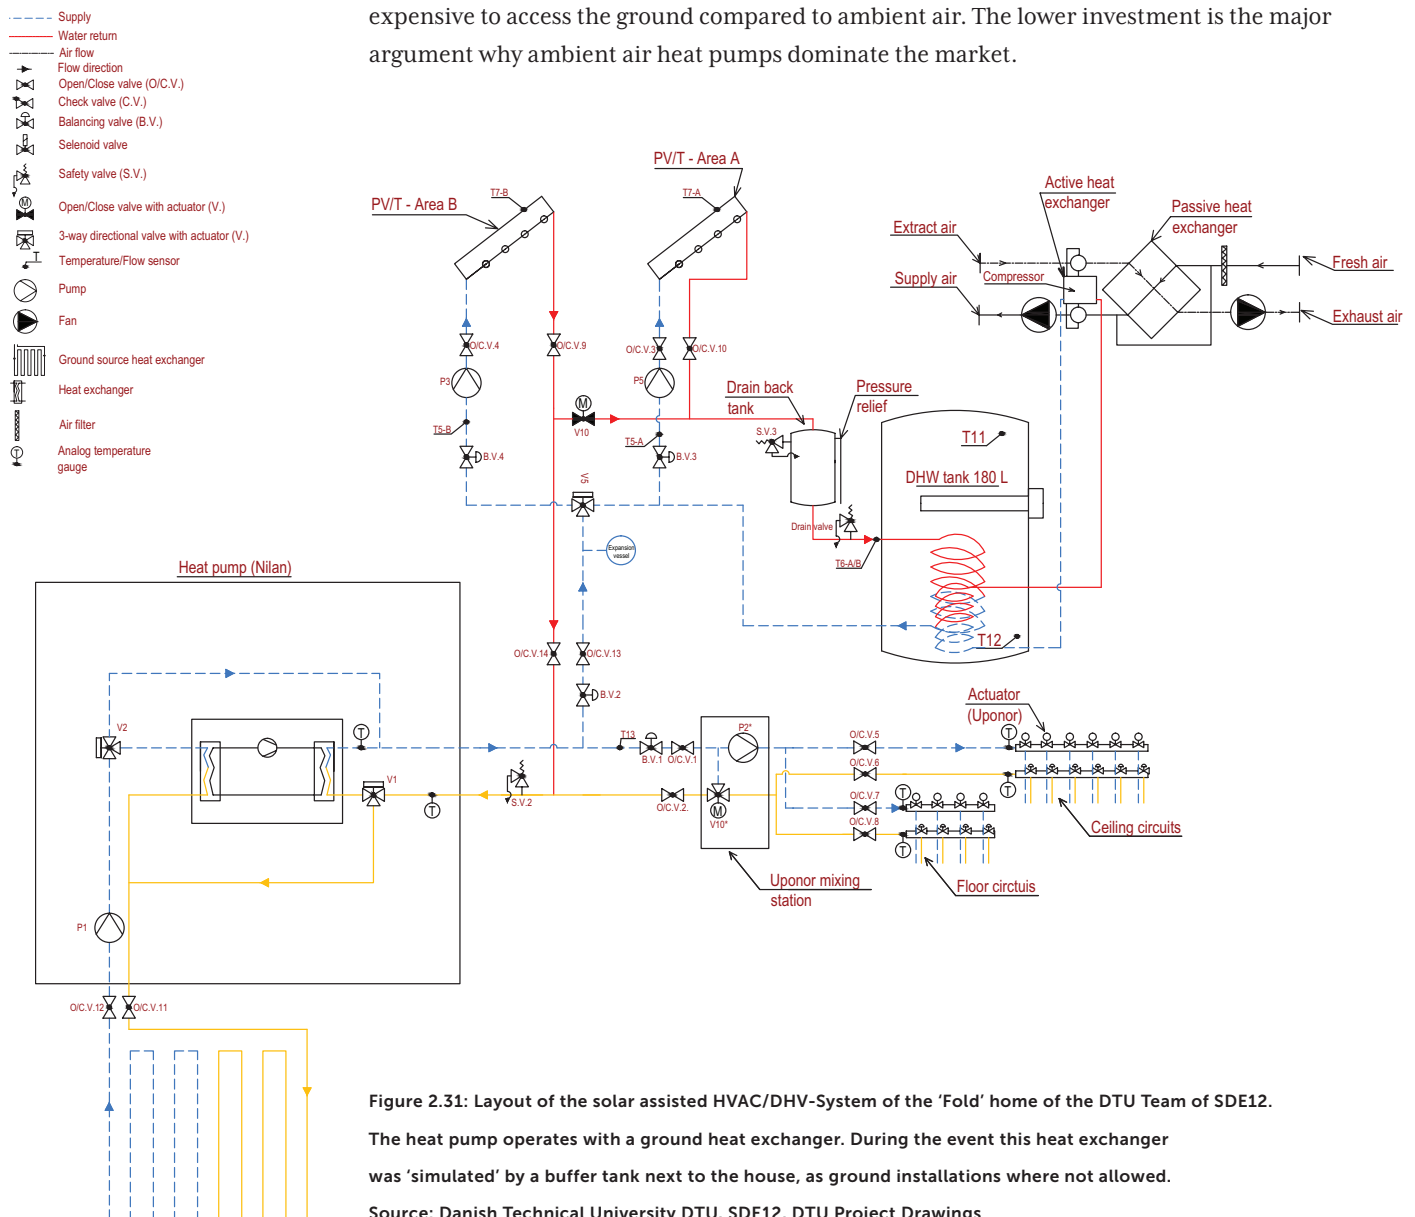 expensive to access the ground compared to ambient air. The lower investment is the major
argument why ambient air heat pumps dominate the market.
Supply
Water return
Air flow
Flow direction
Open/Close valve (O/C.V.)
Check valve (C.V.)
Balancing valve (B.V.)
Selenoid valve
Safety valve (S.V.)
M
Open/Close valve with actuator (V.)
3-way directional valve with actuator (V.)
T
Temperature/Flow sensor
Pump
Fan
Ground source heat exchanger
Heat exchanger
Air filter
T
Analog temperature
gauge
PV/T - Area B
T7-B
PV/T - Area A
T7-A
O/C.V.4
O/C.V.9
O/C.V.3
O/C.V.10
P3
P5
M
V10
T5-B
T5-A
B.V.4
B.V.3
V5
Expansion
vessel
Drain back
tank
Pressure
relief
S.V.3
Drain valve
T6-A/B
T11
DHW tank 180 L
T12
Active heat
exchanger
Passive heat
exchanger
Extract air
Supply air
Compressor
Fresh air
Exhaust air
Heat pump (Nilan)
V2
T
V1
T
P1
O/C.V.12
O/C.V.11
O/C.V.14
O/C.V.13
B.V.2
T13
B.V.1
O/C.V.1
S.V.2
O/C.V.2.
P2*
M
V10*
Uponor mixing
station
O/C.V.5
O/C.V.6
O/C.V.7
O/C.V.8
Actuator
(Uponor)
T
T
T
T
Ceiling circuits
Floor circtuis
Figure 2.31: Layout of the solar assisted HVAC/DHV-System of the ‘Fold’ home of the DTU Team of SDE12.
The heat pump operates with a ground heat exchanger. During the event this heat exchanger
was ‘simulated’ by a buffer tank next to the house, as ground installations where not allowed.
Source: Danish Technical University DTU, SDE12, DTU Project Drawings